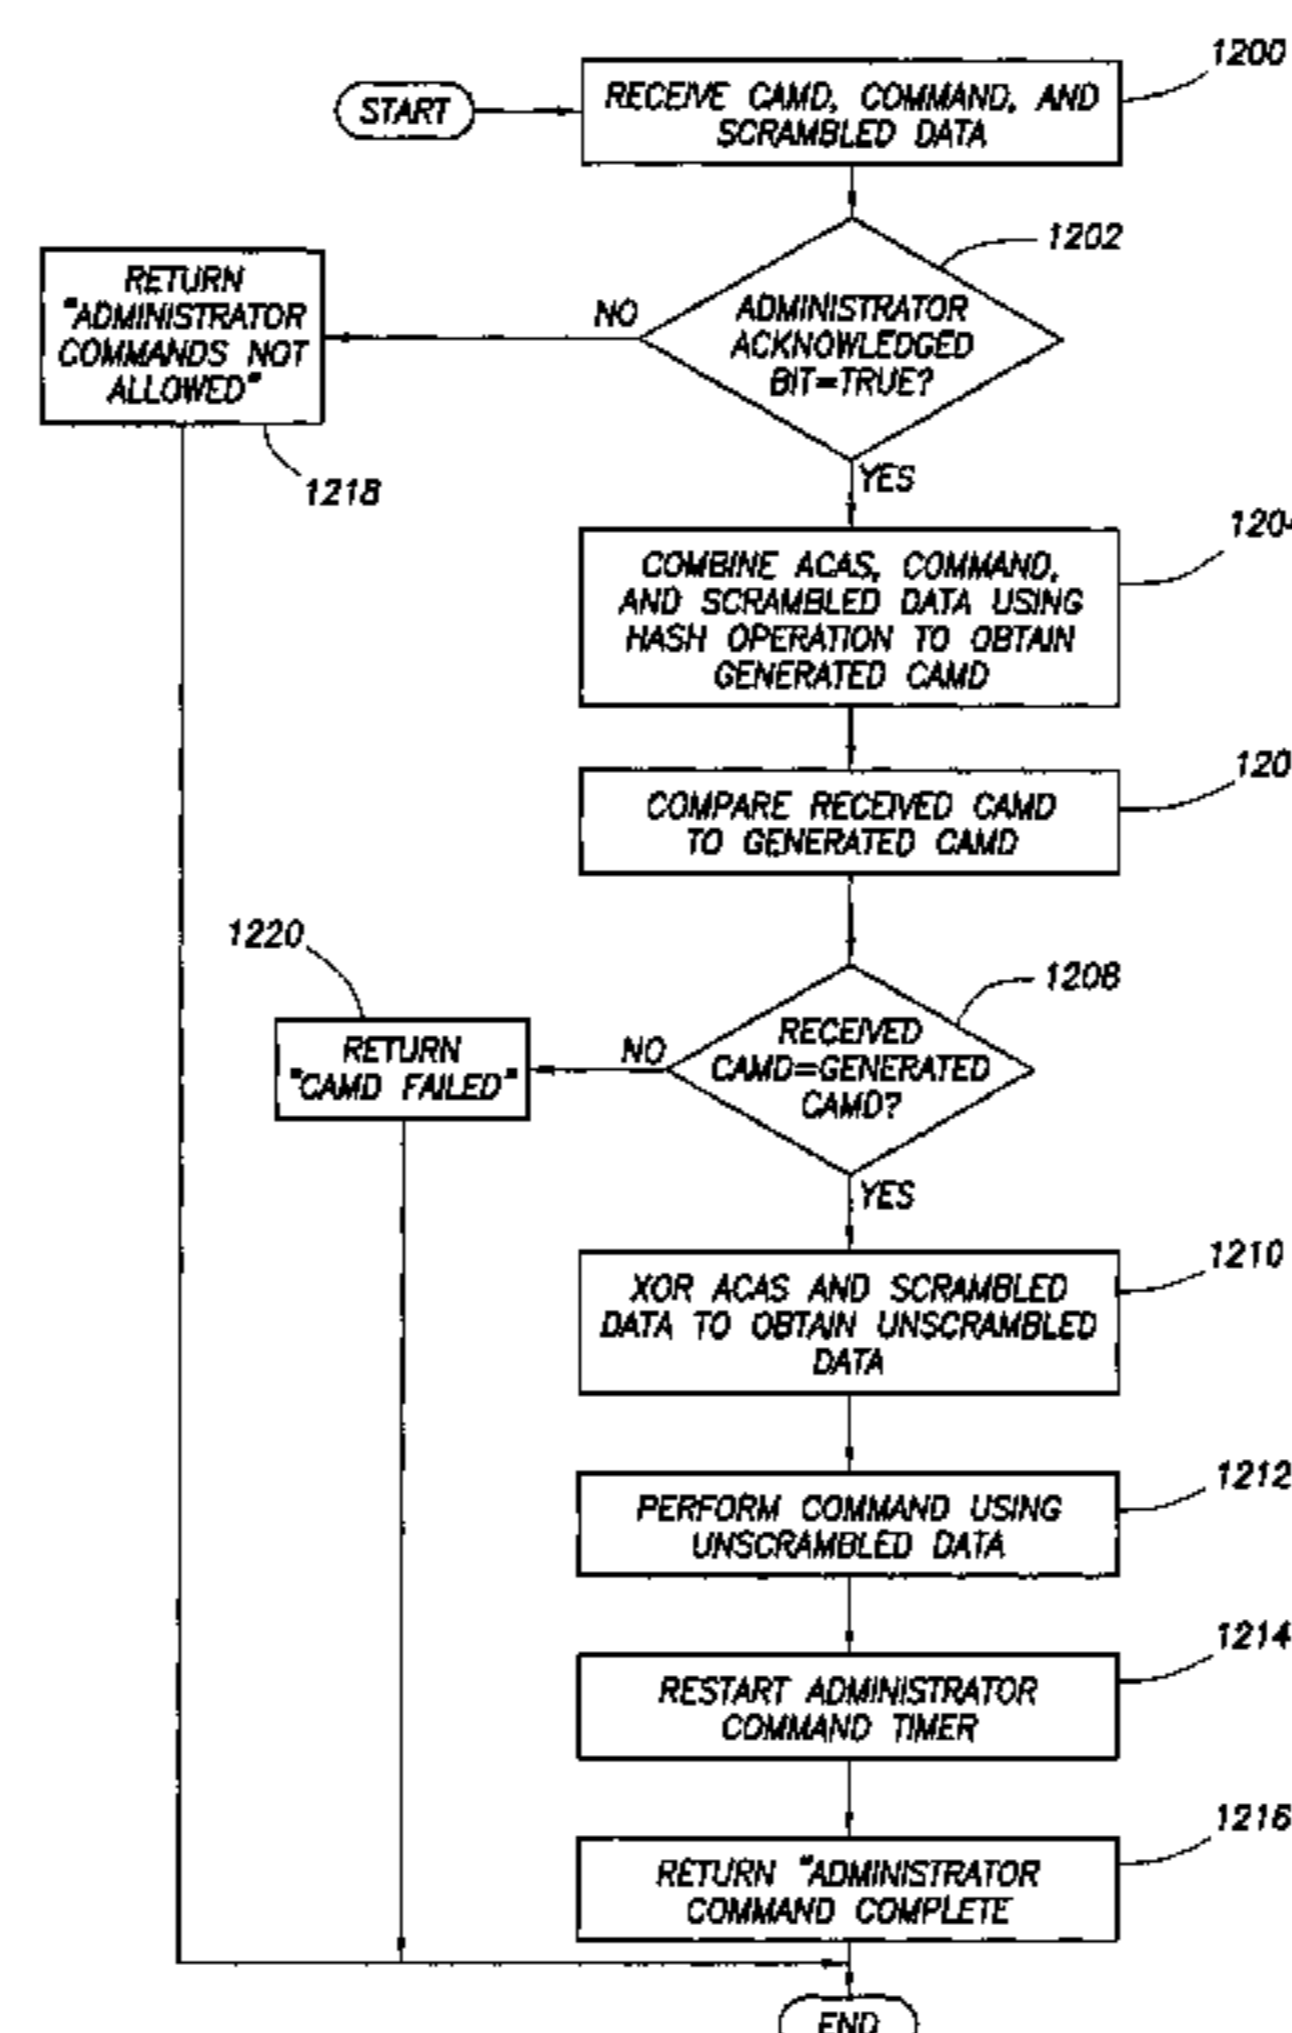 1200
START
RECEIVE CAMD, COMMAND, AND
SCRAMBLED DATA
1202
RETURN
"ADMINISTRATOR
COMMANDS NOT
ALLOWED"
NO
ADMINISTRATOR
ACKNOWLEDGED
BIT=TRUE?
1218
YES
1204
COMBINE ACAS, COMMAND,
AND SCRAMBLED DATA USING
HASH OPERATION TO OBTAIN
GENERATED CAMD
120
COMPARE RECEIVED CAMD
TO GENERATED CAMD
1220
1208
RETURN
"CAMD FAILED"
NO
RECEIVED
CAMD=GENERATED
CAMD?
YES
1210
XOR ACAS AND SCRAMBLED
DATA TO OBTAIN UNSCRAMBLED
DATA
1212
PERFORM COMMAND USING
UNSCRAMBLED DATA
1214
RESTART ADMINISTRATOR
COMMAND TIMER
1216
RETURN "ADMINISTRATOR
COMMAND COMPLETE
END